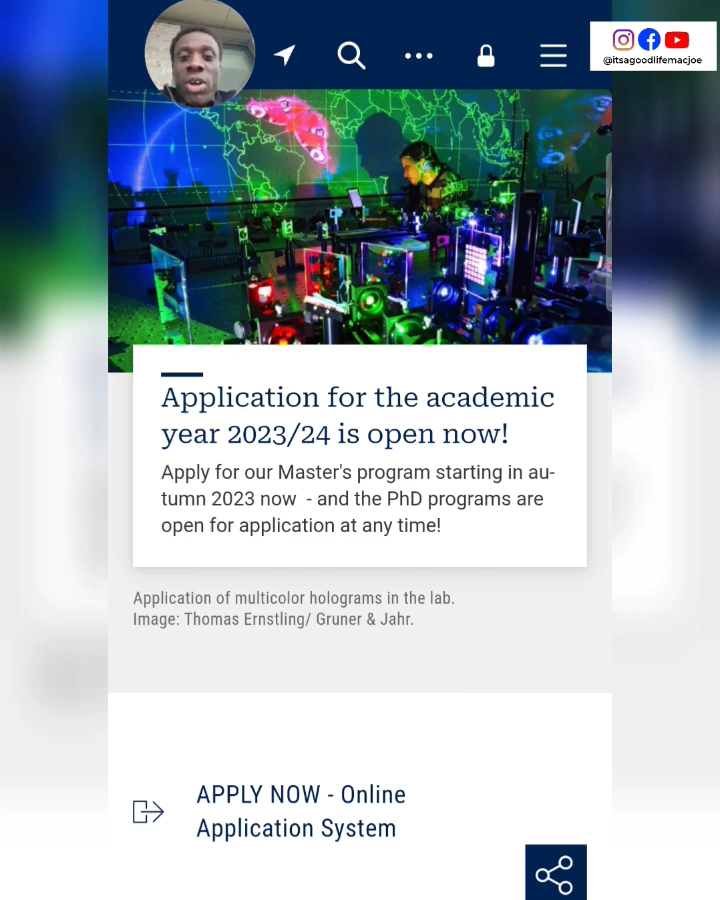 @itsagoodlifemacjoe
Application for the academic
year 2023/24 is open now!
Apply for our Master's program starting in au-
tumn 2023 now - and the PhD programs are
open for application at any time!
Application of multicolor holograms in the lab.
Image: Thomas Ernstling/ Gruner & Jahr.
APPLY NOW - Online
Application System